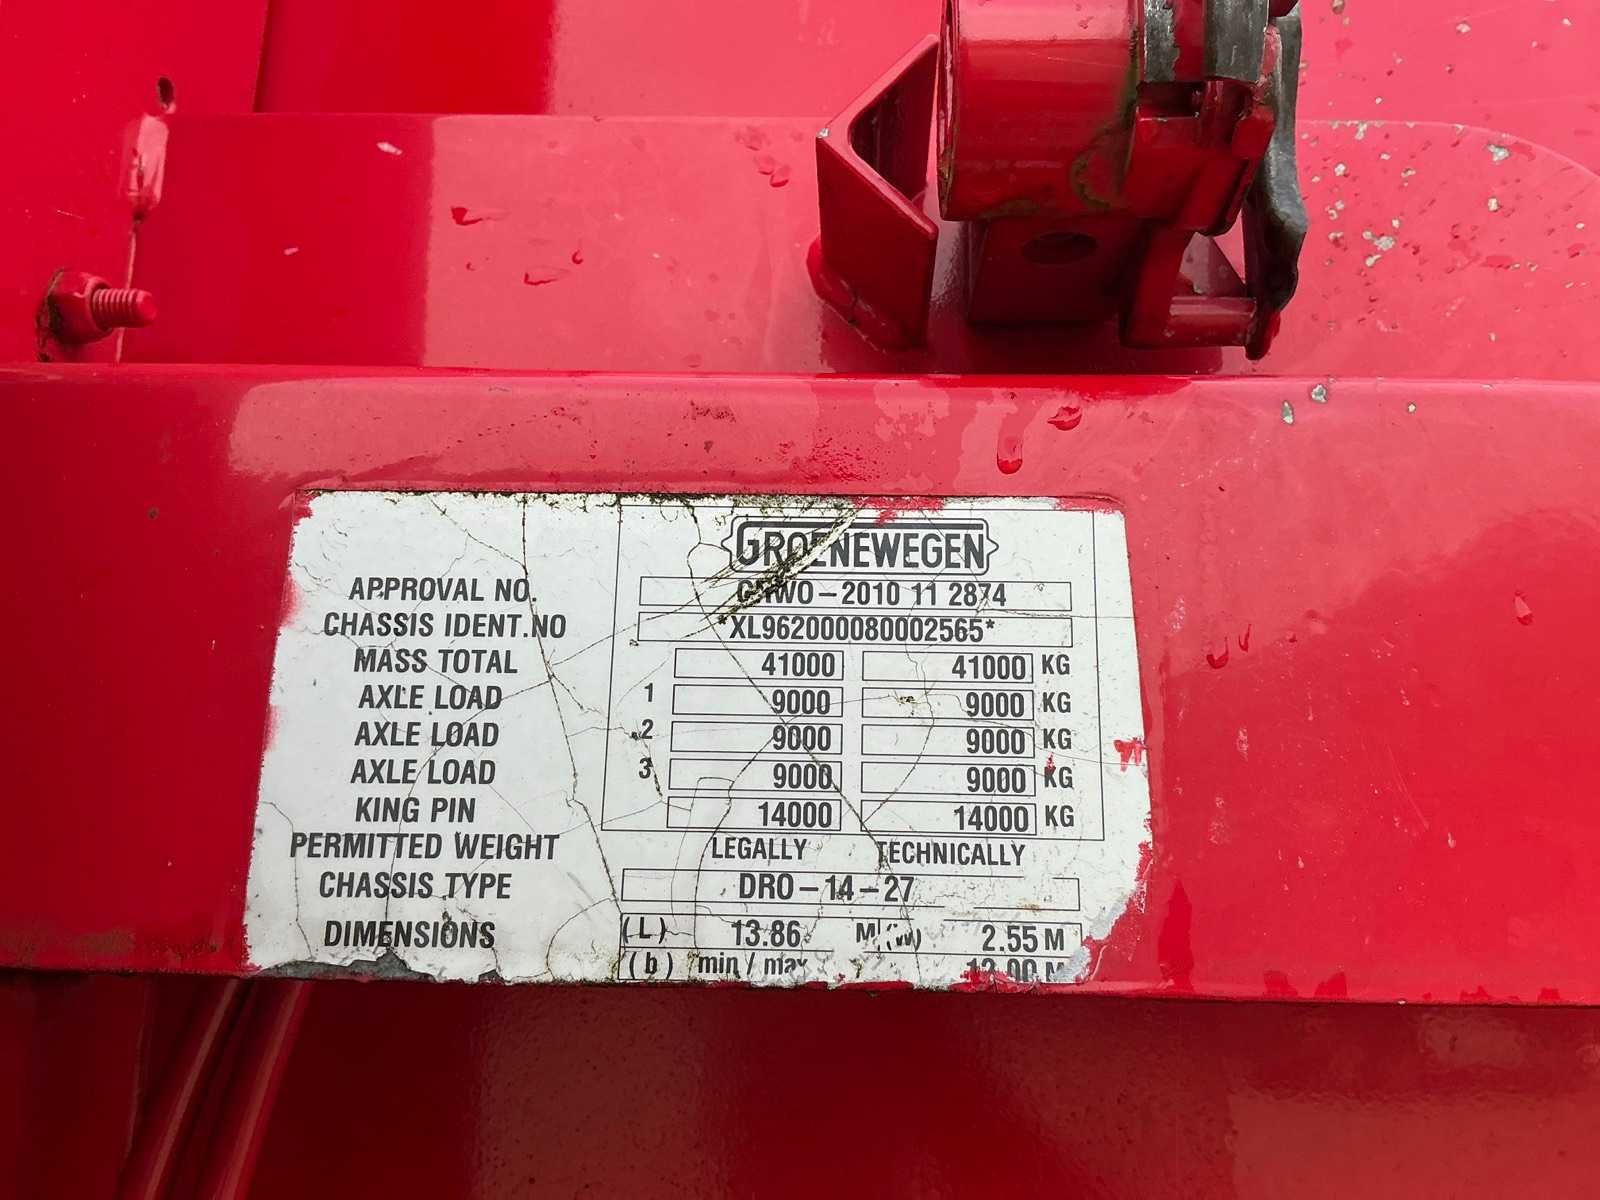 GROENEWEGEN
APPROVAL NO. 2010 11 2874
CHASSIS IDENT.NO *XL962000080002565*
MASS TOTAL 41000 41000 KG
AXLE LOAD 1 9000 9000 KG
AXLE LOAD 2 9000 9000 KG
AXLE LOAD 3 9000 9000 KG
KING PIN 14000 14000 KG
PERMITTED WEIGHT LEGALLY TECHNICALLY
CHASSIS TYPE DRO-14-27
DIMENSIONS (L) 13.86 M (W) 2.55 M
(b) min / max 12.00 M